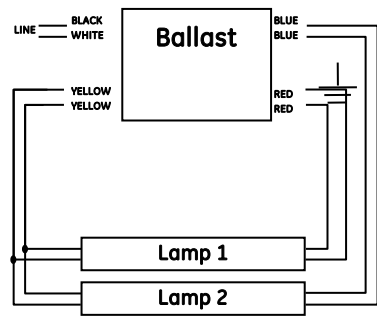 LINE
BLACK
WHITE
Ballast
BLUE
BLUE
YELLOW
YELLOW
RED
RED
Lamp 1
Lamp 2